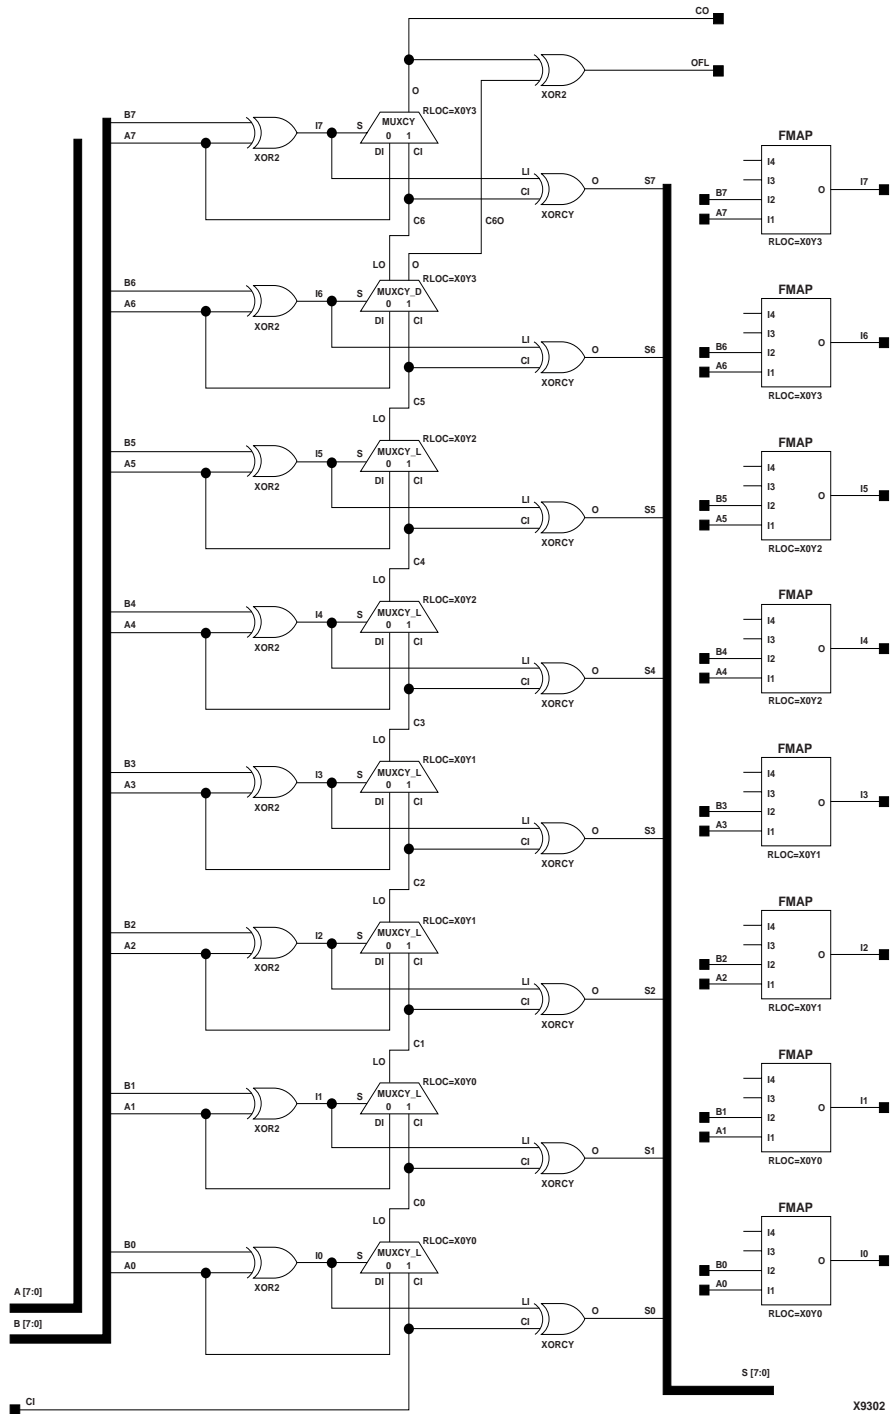 CO
OFL
XOR2
O
RLOC=X0Y3
B7
A7
XOR2
I7
S
MUXCY
0 1
DI
CI
LI
CI
XORCY
O
S7
C6
C6O
LO
O
RLOC=X0Y3
B6
A6
XOR2
I6
S
MUXCY_D
0 1
DI
CI
LI
CI
XORCY
O
S6
C5
LO
RLOC=X0Y2
B5
A5
XOR2
I5
S
MUXCY_L
0 1
DI
CI
LI
CI
XORCY
O
S5
C4
LO
RLOC=X0Y2
B4
A4
XOR2
I4
S
MUXCY_L
0 1
DI
CI
LI
CI
XORCY
O
S4
C3
LO
RLOC=X0Y1
B3
A3
XOR2
I3
S
MUXCY_L
0 1
DI
CI
LI
CI
XORCY
O
S3
C2
LO
RLOC=X0Y1
B2
A2
XOR2
I2
S
MUXCY_L
0 1
DI
CI
LI
CI
XORCY
O
S2
C1
LO
RLOC=X0Y0
B1
A1
XOR2
I1
S
MUXCY_L
0 1
DI
CI
LI
CI
XORCY
O
S1
C0
LO
RLOC=X0Y0
B0
A0
XOR2
I0
S
MUXCY_L
0 1
DI
CI
LI
CI
XORCY
O
S0
A [7:0]
B [7:0]
CI
S [7:0]
FMAP
I4
I3
B7
I2
A7
I1
O
I7
RLOC=X0Y3
FMAP
I4
I3
B6
I2
A6
I1
O
I6
RLOC=X0Y3
FMAP
I4
I3
B5
I2
A5
I1
O
I5
RLOC=X0Y2
FMAP
I4
I3
B4
I2
A4
I1
O
I4
RLOC=X0Y2
FMAP
I4
I3
B3
I2
A3
I1
O
I3
RLOC=X0Y1
FMAP
I4
I3
B2
I2
A2
I1
O
I2
RLOC=X0Y1
FMAP
I4
I3
B1
I2
A1
I1
O
I1
RLOC=X0Y0
FMAP
I4
I3
B0
I2
A0
I1
O
I0
RLOC=X0Y0
X9302